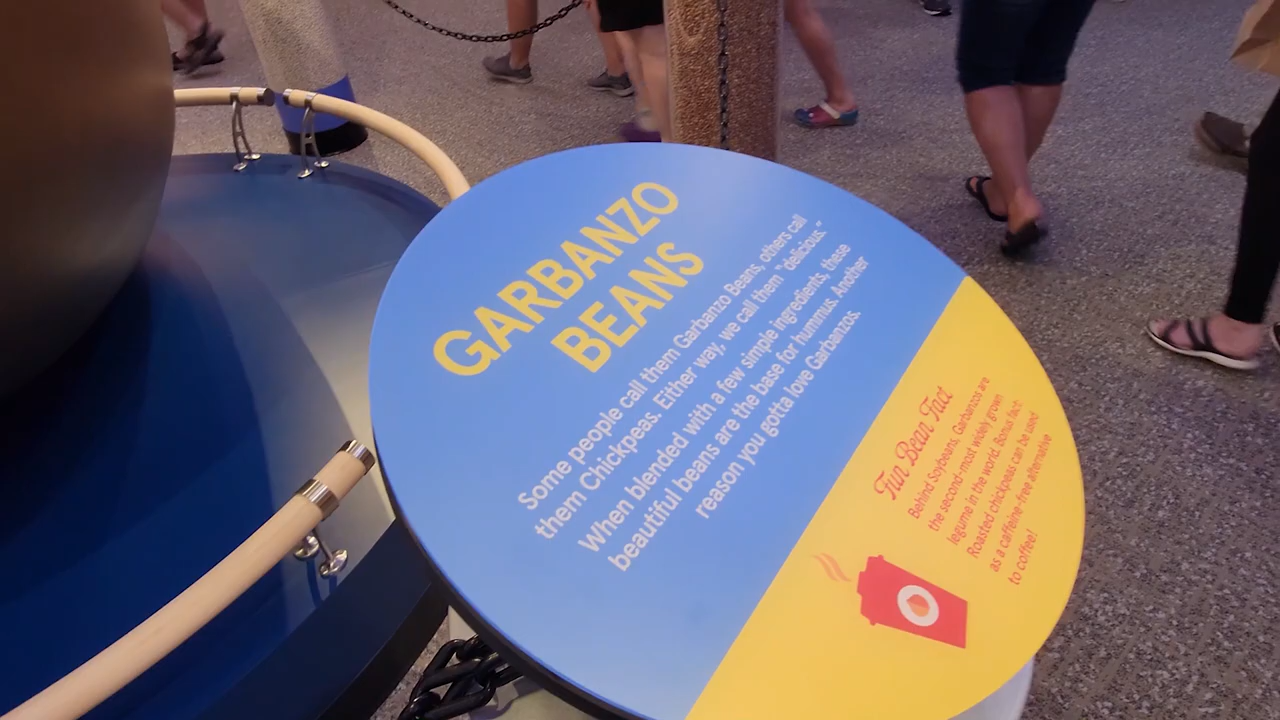 GARBANZO
BEANS
Some people call them Garbanzo Beans, others call
them Chickpeas. Either way, we call them "delicious."
When blended with a few simple ingredients, these
beautiful beans are the base for hummus. Another
reason you gotta love Garbanzos.
Fun Bean Fact
Behind Soybeans, Garbanzos are
the second-most widely grown
legume in the world. Bonus fact:
Roasted chickpeas can be used
as a caffeine-free alternative
to coffee!